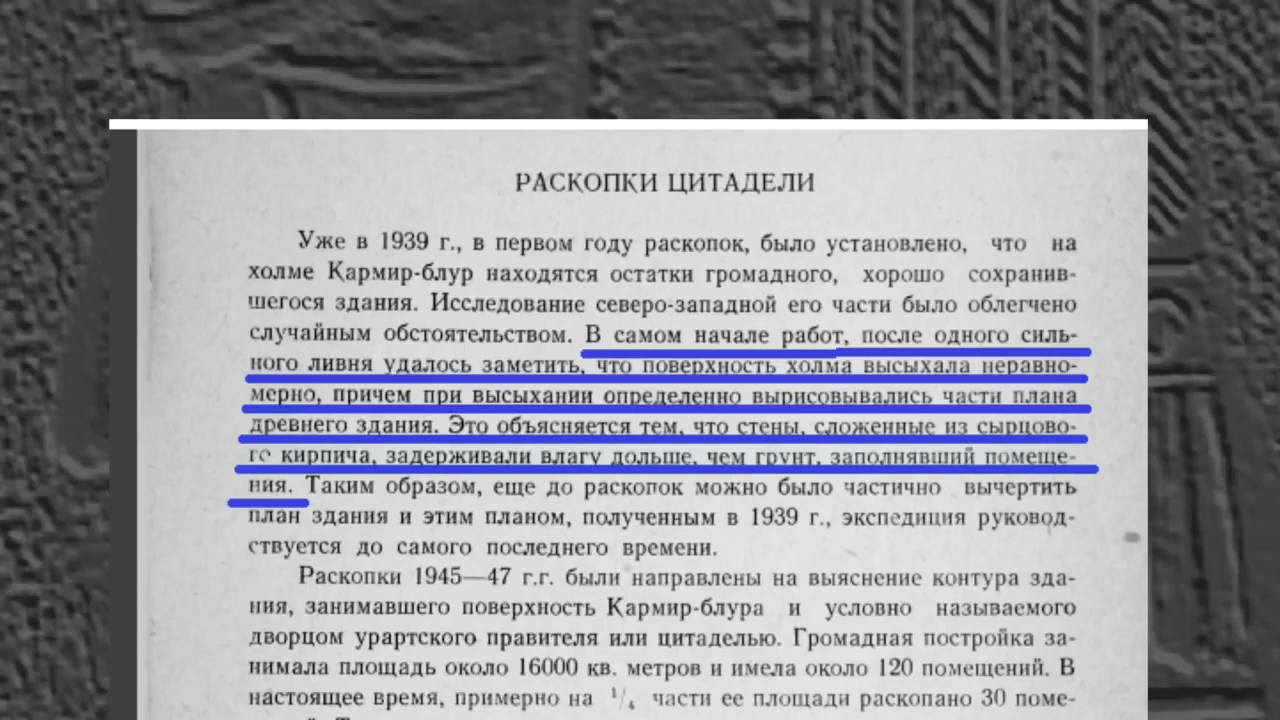 РАСКОПКИ ЦИТАДЕЛИ
Уже в 1939 г., в первом году раскопок, было установлено, что на
холме Кармир-блур находятся остатки громадного, хорошо сохранив-
шегося здания. Исследование северо-западной его части было облегчено
случайным обстоятельством. В самом начале работ, после одного силь-
ного ливня удалось заметить, что поверхность холма высыхала неравно-
мерно, причем при высыхании определенно вырисовывались части плана
древнего здания. Это объясняется тем, что стены, сложенные из сырцово-
го кирпича, задерживали влагу дольше, чем грунт, заполнявший помеще-
ния. Таким образом, еще до раскопок можно было частично вычертить
план здания и этим планом, полученным в 1939 г., экспедиция руковод-
ствуется до самого последнего времени.
Раскопки 1945—47 г.г. были направлены на выяснение контура зда-
ния, занимавшего поверхность Кармир-блура и условно называемого
дворцом урартского правителя или цитаделью. Громадная постройка за-
нимала площадь около 16000 кв. метров и имела около 120 помещений. В
настоящее время, примерно на ¹/₄ части ее площади раскопано 30 поме-